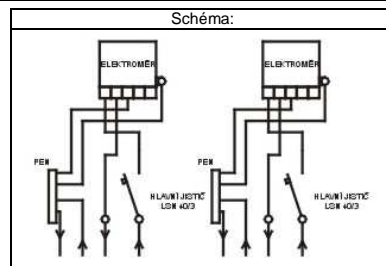 Schéma:
ELEKTROMĚR
ELEKTROMĚR
PEN
HLAVNÍ JISTIČ
LSN 40/3
PEN
HLAVNÍ JISTIČ
LSN 40/3